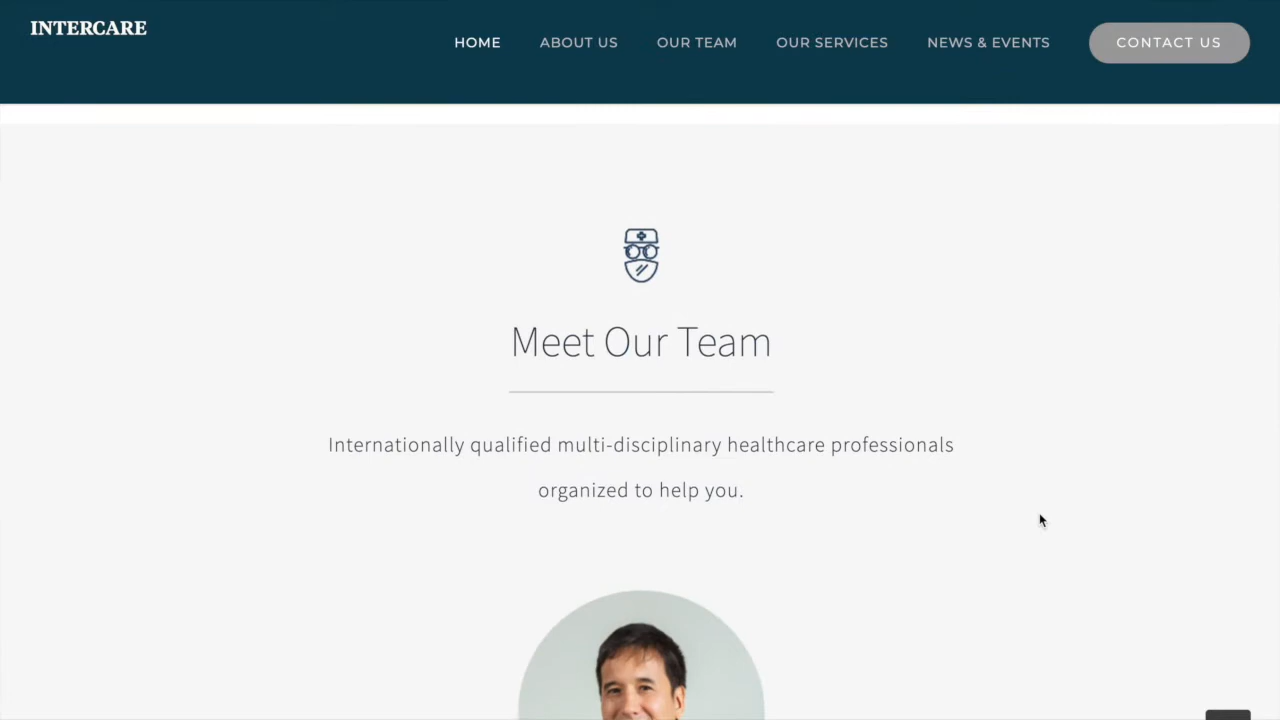 INTERCARE
HOME ABOUT US OUR TEAM OUR SERVICES NEWS & EVENTS CONTACT US
Meet Our Team
Internationally qualified multi-disciplinary healthcare professionals
organized to help you.